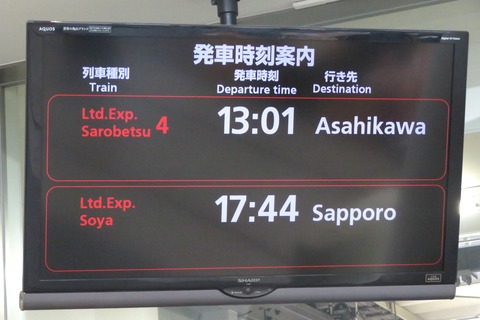 AQUOS
発車時刻案内
列車種別 発車時刻 行き先
Train Departure time Destination
Ltd.Exp.
Sarobetsu 4 13:01 Asahikawa
Ltd.Exp.
Soya 17:44 Sapporo
SHARP